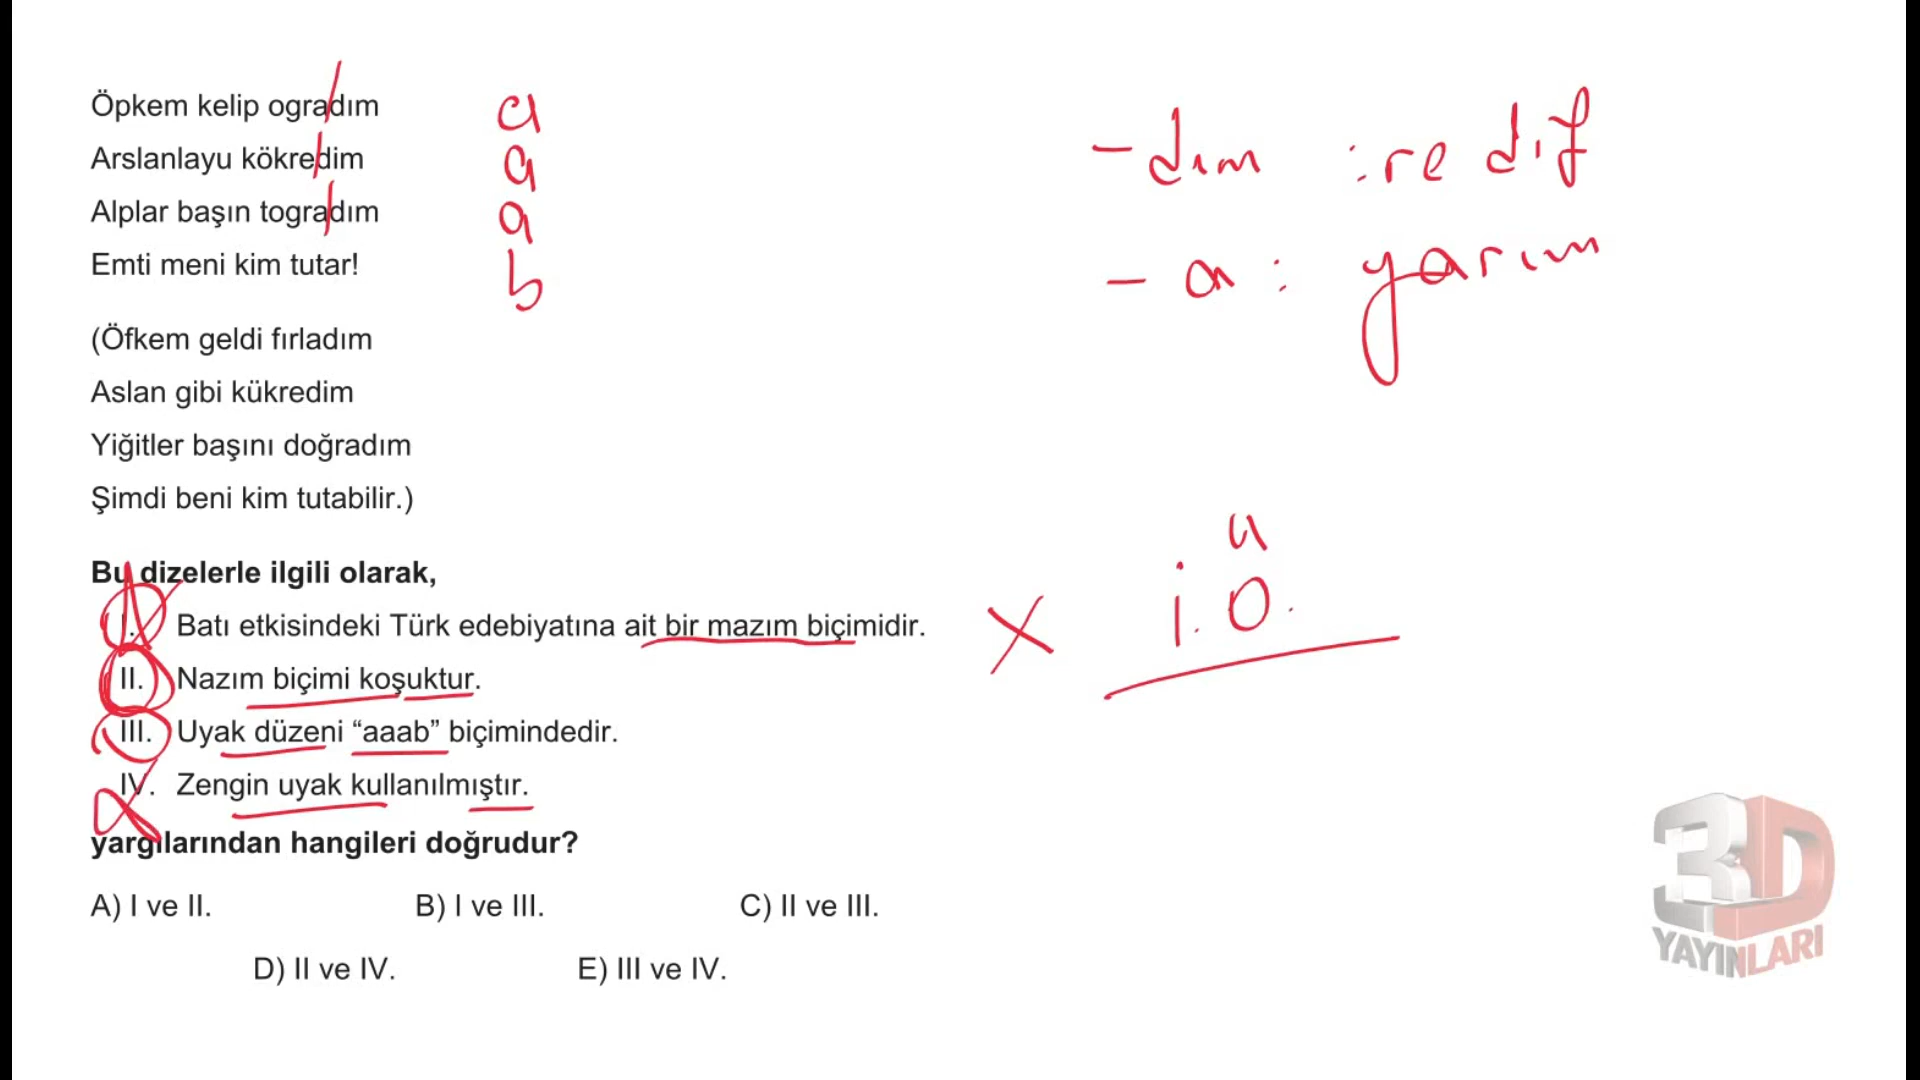 Öpkem kelip ogradım a
Arslanlayu kökredim a
Alplar başın togradım a
Emti meni kim tutar! b
-dım : redif
- a : yarım
(Öfkem geldi fırladım
Aslan gibi kükredim
Yiğitler başını doğradım
Şimdi beni kim tutabilir.)
Bu dizelerle ilgili olarak,
I. Batı etkisindeki Türk edebiyatına ait bir mazım biçimidir.
II. Nazım biçimi koşuktur.
III. Uyak düzeni “aaab” biçimindedir.
IV. Zengin uyak kullanılmıştır.
yargılarından hangileri doğrudur?
A) I ve II. B) I ve III. C) II ve III.
D) II ve IV. E) III ve IV.
İ.Ö.
3D
YAYINLARI